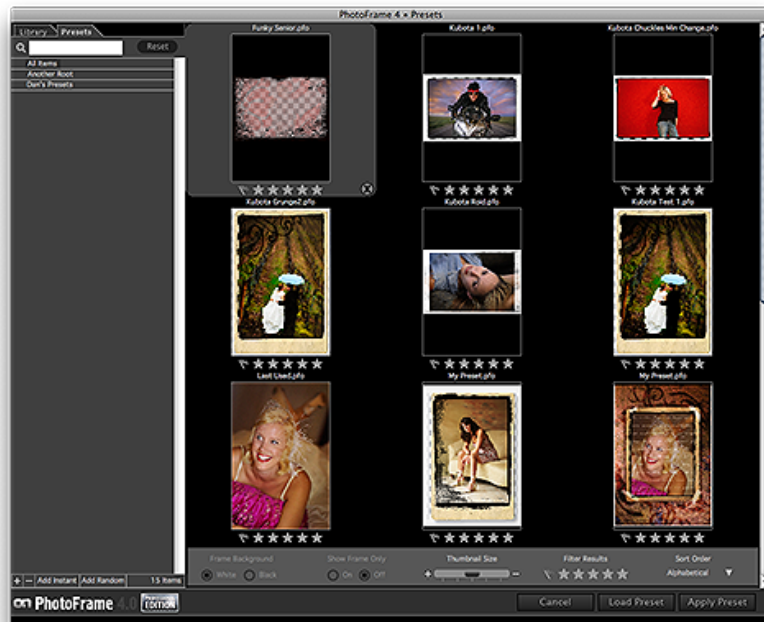 PhotoFrame 4 • Presets
Library Presets
Reset
All Items
Another Root
Dan's Presets
Funky Senior.pfo
Kubota 1.pfo
Kubota Chuckles Min Change.pfo
Kubota Grunge2.pfo
Kubota Roid.pfo
Kubota Test 1.pfo
Last Used.pfo
My Preset.pfo
My Preset.pfo
+ − Add Instant Add Random 15 Items
Frame Background
White Black
Show Frame Only
On Off
Thumbnail Size
+ −
Filter Results
Sort Order
Alphabetical
on PhotoFrame 4.0
EDITION
Cancel Load Preset Apply Preset